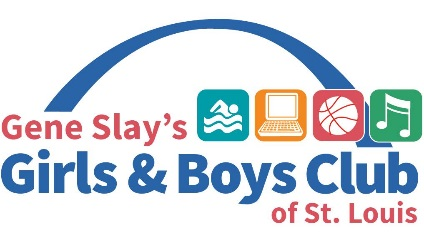 Gene Slay's
Girls & Boys Club
of St. Louis